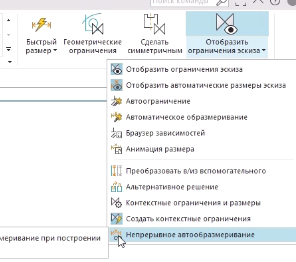 Поиск команды
Быстрый размер
Геометрические ограничения
Сделать симметричным
Отобразить ограничения эскиза
Отобразить ограничения эскиза
Отобразить автоматические размеры эскиза
Автоограничение
Автоматическое образмеривание
Браузер зависимостей
Анимация размера
Преобразовать в/из вспомогательного
Альтернативное решение
Контекстные ограничения и размеры
Создать контекстные ограничения
Непрерывное автообразмеривание
при построении